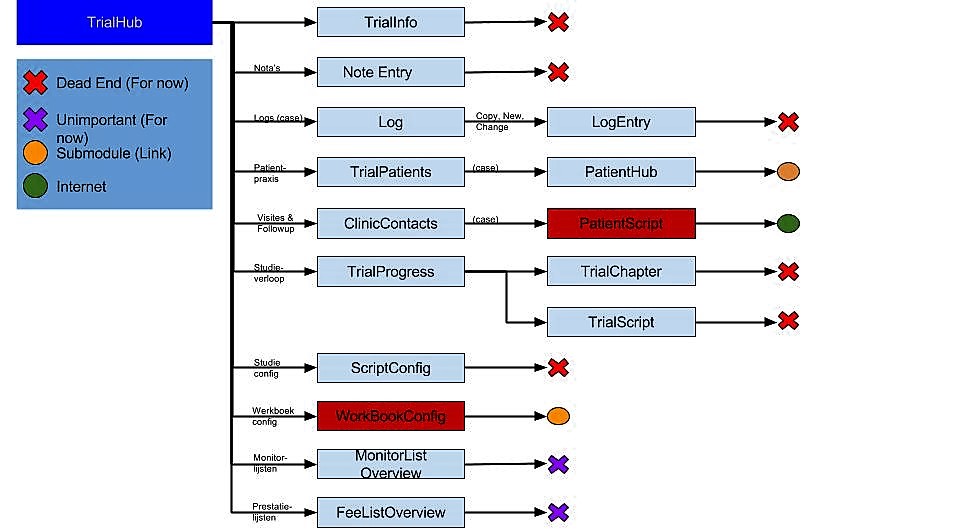 TrialHub
Dead End (For now)
Unimportant (For
now)
Submodule (Link)
Internet
TrialInfo
Nota's
Note Entry
Logs (case)
Log
Copy, New,
Change
LogEntry
Patient-
praxis
TrialPatients
(case)
PatientHub
Visites &
Followup
ClinicContacts
(case)
PatientScript
Studie-
verloop
TrialProgress
TrialChapter
TrialScript
Studie
config
ScriptConfig
Werkboek
config
WorkBookConfig
Monitor-
lijsten
MonitorList
Overview
Prestatie-
lijsten
FeeListOverview